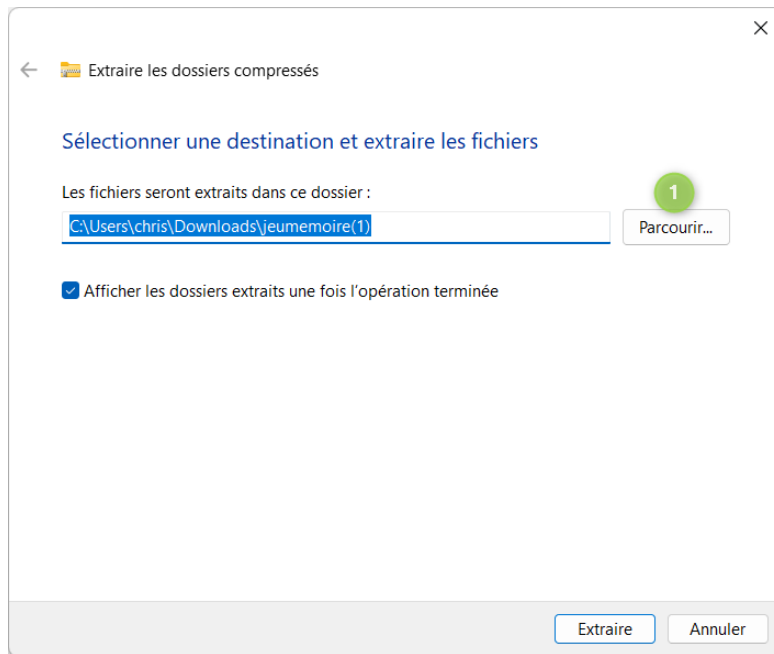 Extraire les dossiers compressés
Sélectionner une destination et extraire les fichiers
Les fichiers seront extraits dans ce dossier :
1
C:\Users\chris\Downloads\jeumemoire(1)
Parcourir...
Afficher les dossiers extraits une fois l'opération terminée
Extraire
Annuler